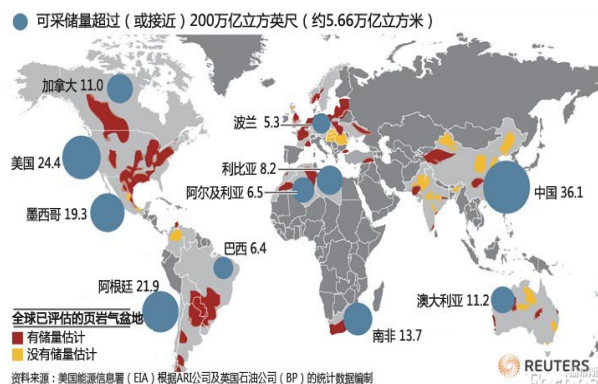 可采储量超过（或接近）200万亿立方英尺（约5.66万亿立方米）
加拿大 11.0
波兰 5.3
美国 24.4
利比亚 8.2
阿尔及利亚 6.5
中国 36.1
墨西哥 19.3
巴西 6.4
阿根廷 21.9
澳大利亚 11.2
南非 13.7
全球已评估的页岩气盆地
有储量估计
没有储量估计
REUTERS
资料来源：美国能源信息署（EIA）根据ARI公司及英国石油公司（BP）的统计数据编制